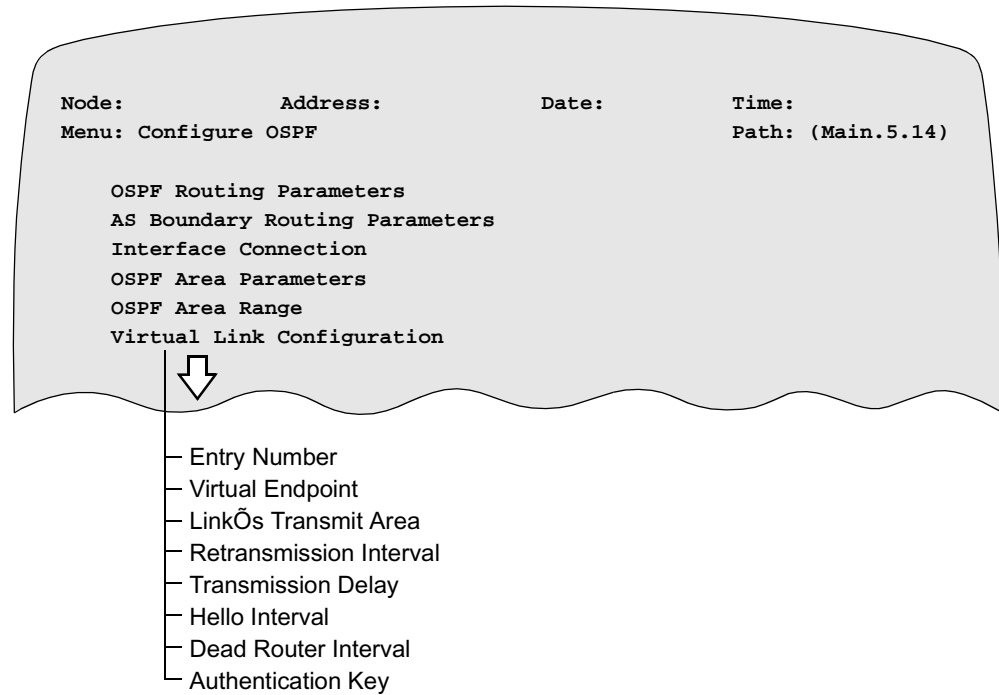 Node: Address: Date: Time:
Menu: Configure OSPF Path: (Main.5.14)
OSPF Routing Parameters
AS Boundary Routing Parameters
Interface Connection
OSPF Area Parameters
OSPF Area Range
Virtual Link Configuration
Entry Number
Virtual Endpoint
LinkÕs Transmit Area
Retransmission Interval
Transmission Delay
Hello Interval
Dead Router Interval
Authentication Key